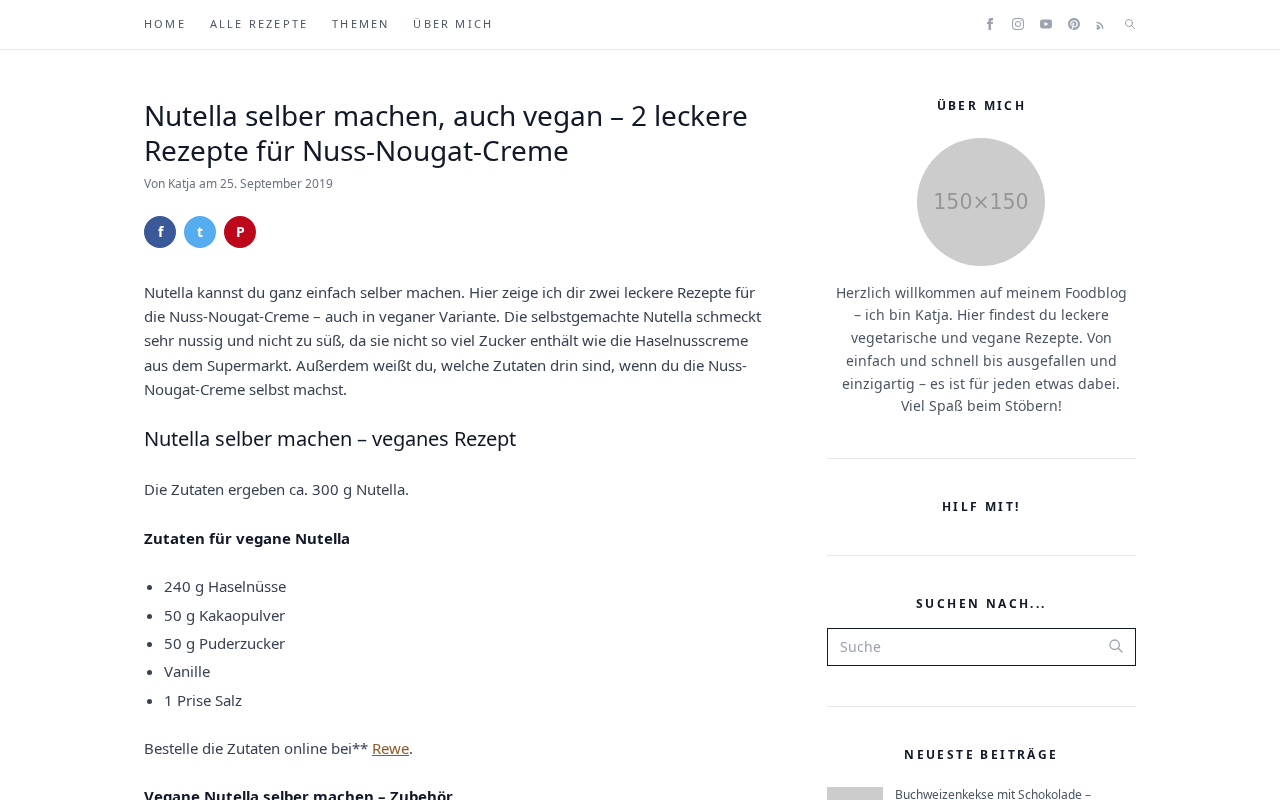 HOME ALLE REZEPTE THEMEN ÜBER MICH
Nutella selber machen, auch vegan – 2 leckere
Rezepte für Nuss-Nougat-Creme
Von Katja am 25. September 2019
f t P
Nutella kannst du ganz einfach selber machen. Hier zeige ich dir zwei leckere Rezepte für
die Nuss-Nougat-Creme – auch in veganer Variante. Die selbstgemachte Nutella schmeckt
sehr nussig und nicht zu süß, da sie nicht so viel Zucker enthält wie die Haselnusscreme
aus dem Supermarkt. Außerdem weißt du, welche Zutaten drin sind, wenn du die Nuss-
Nougat-Creme selbst machst.
Nutella selber machen – veganes Rezept
Die Zutaten ergeben ca. 300 g Nutella.
Zutaten für vegane Nutella
240 g Haselnüsse
50 g Kakaopulver
50 g Puderzucker
Vanille
1 Prise Salz
Bestelle die Zutaten online bei** Rewe.
Vegane Nutella selber machen – Zubehör
ÜBER MICH
150×150
Herzlich willkommen auf meinem Foodblog
– ich bin Katja. Hier findest du leckere
vegetarische und vegane Rezepte. Von
einfach und schnell bis ausgefallen und
einzigartig – es ist für jeden etwas dabei.
Viel Spaß beim Stöbern!
HILF MIT!
SUCHEN NACH...
Suche
NEUESTE BEITRÄGE
Buchweizenkekse mit Schokolade –